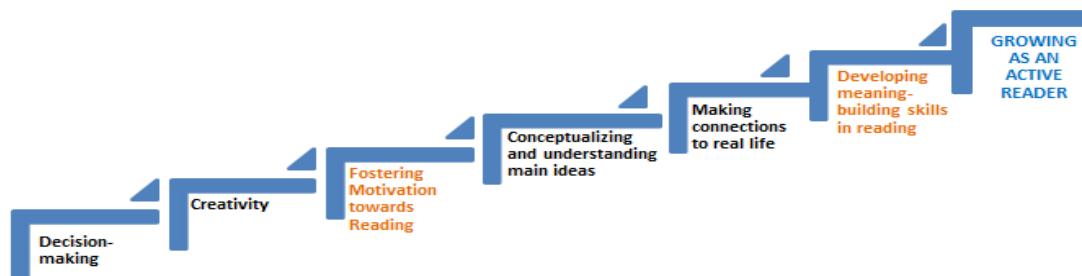 Decision-
making
Creativity
Fostering
Motivation
towards
Reading
Conceptualizing
and understanding
main ideas
Making
connections
to real life
Developing
meaning-
building skills
in reading
GROWING
AS AN
ACTIVE
READER